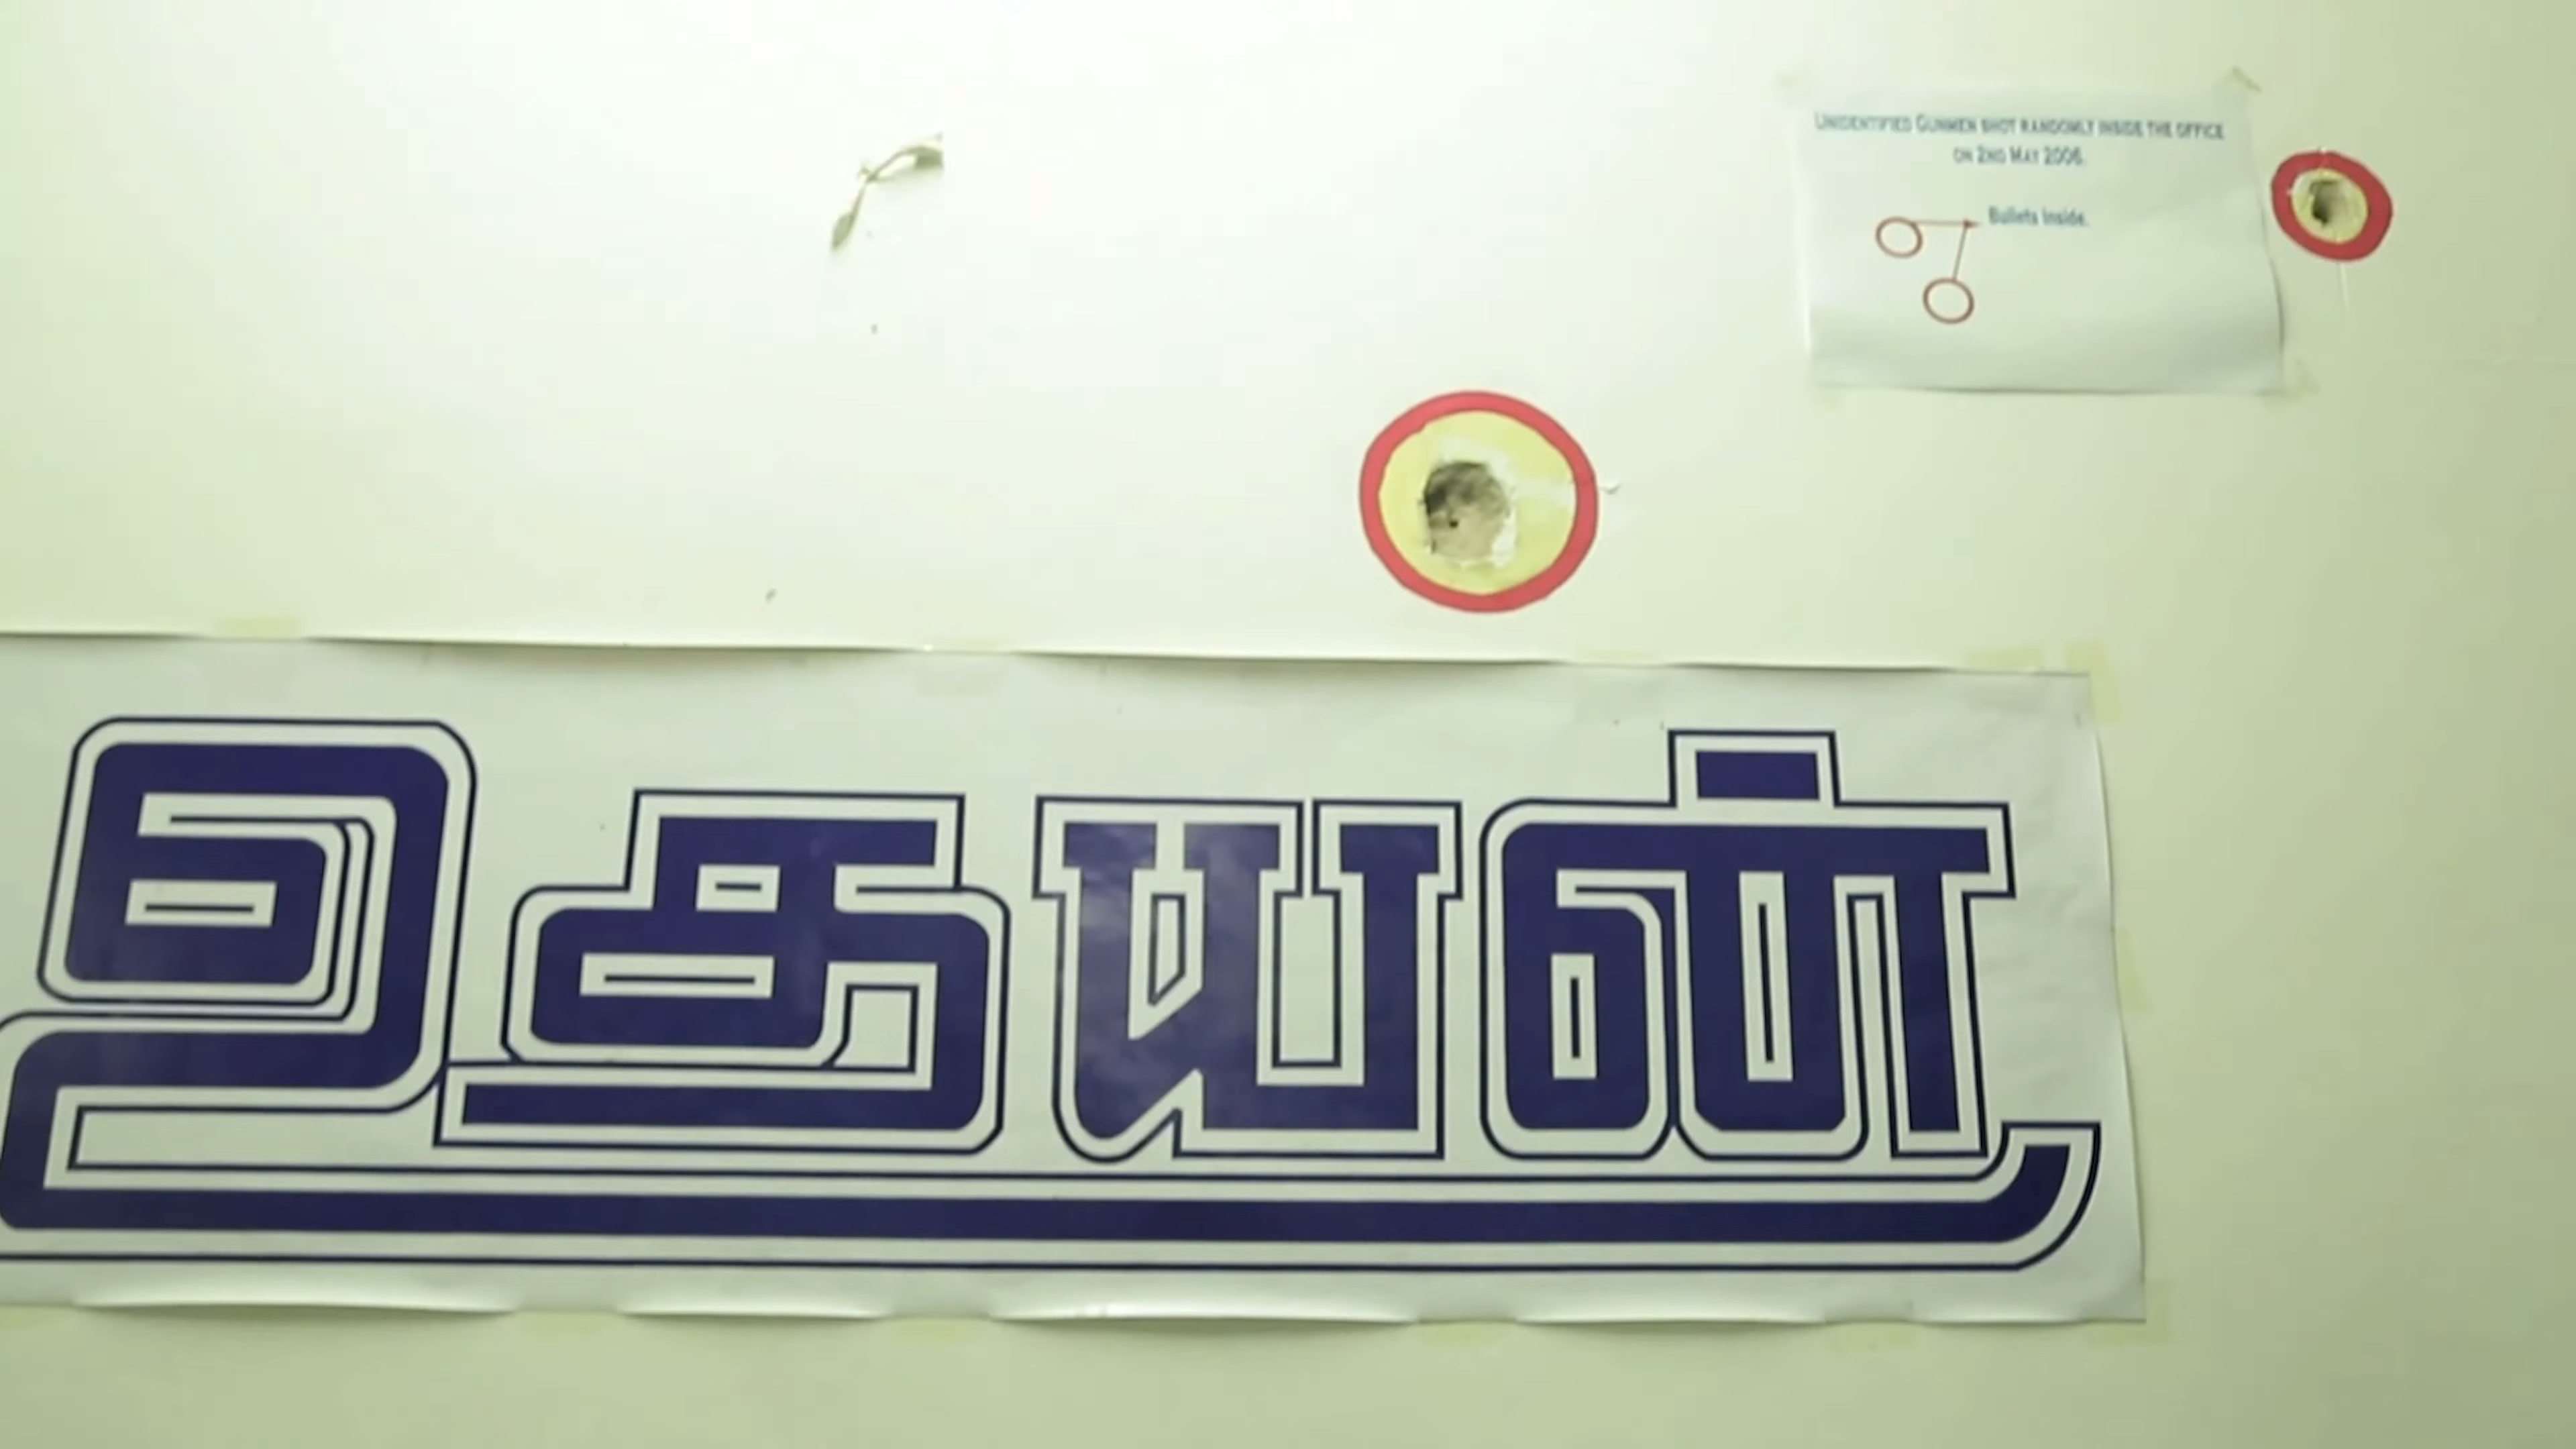 UNIDENTIFIED GUNMEN SHOT RANDOMLY INSIDE THE OFFICE
ON 2ND MAY 2006.
Bullets Inside.
உதயன்